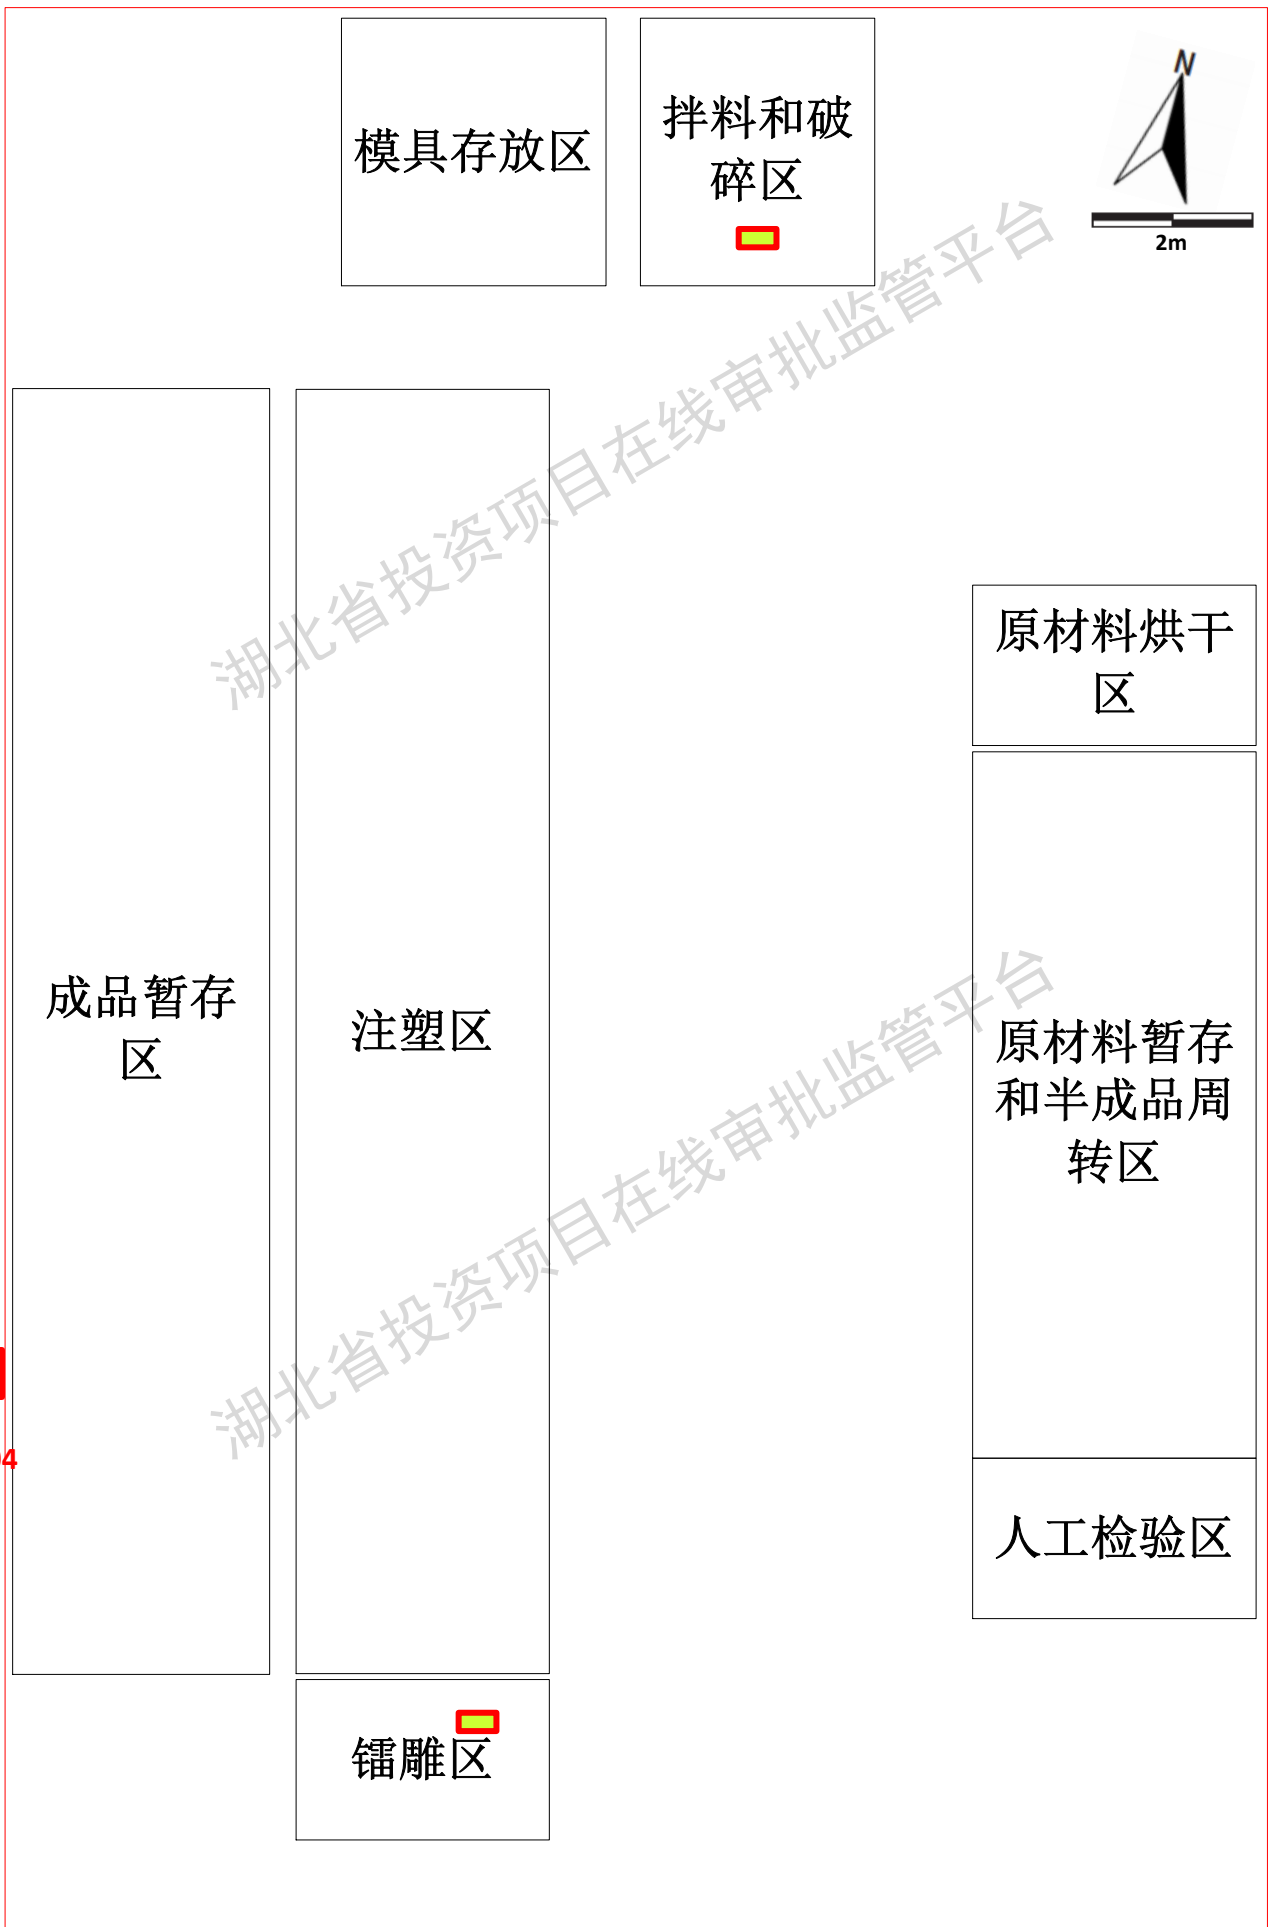 N
2m
模具存放区
拌料和破
碎区
湖北省投资项目在线审批监管平台
原材料烘干
区
成品暂存
区
注塑区
原材料暂存
和半成品周
转区
湖北省投资项目在线审批监管平台
4
人工检验区
镭雕区